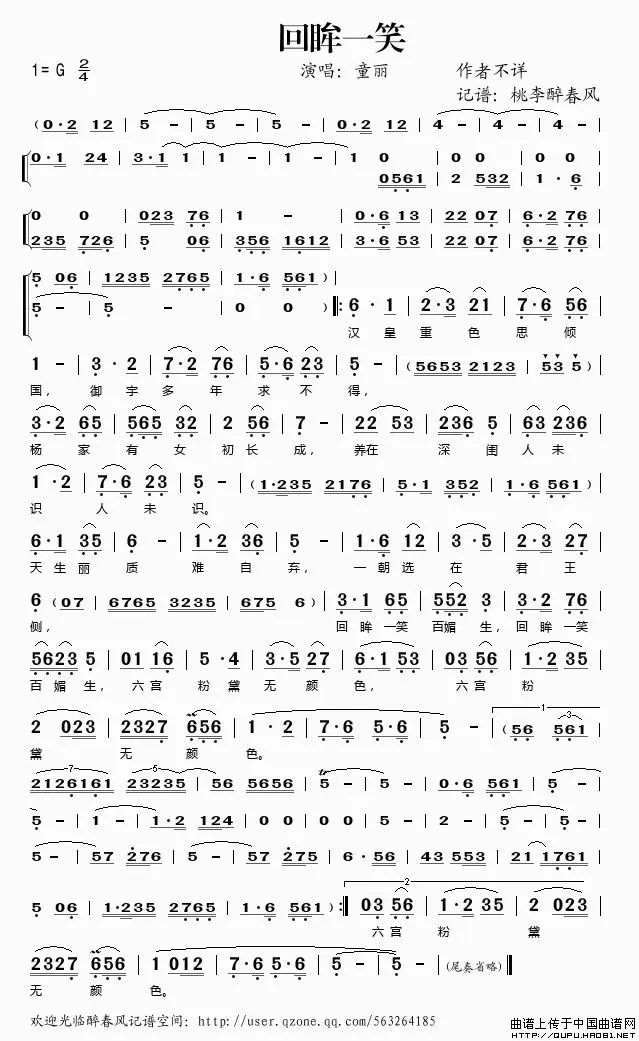 回眸一笑
1=G 2/4 演唱：童丽 作者不详
记谱：桃李醉春风
(0·2 12 | 5 - | 5 - | 5 - | 0·2 12 | 4 - | 4 - | 4 - |
0·1 24 | 3·1 1 | 1 - | 1 - | 1 0 | 0 0 | 0 0 |
0561 | 2 532 | 1 · 6 |
0 0 | 023 76 | 1 - | 0·6 13 | 22 07 | 6·2 76 |
235 726 | 5 06 | 356 1612 | 3·6 53 | 22 07 | 6·2 76 |
5 06 | 1235 2765 | 1·6 561) |
5 - | 5 - | 0 0 ) ‖: 6 · 1 | 2·3 21 | 7·6 56 |
汉皇重色思倾
1 - | 3 · 2 | 7·2 76 | 5·6 23 | 5 - | (5653 2123 | 53 5) |
国，御宇多年求不得，
3·2 65 | 565 32 | 2 56 | 7 - | 22 53 | 236 5 | 63 236 |
杨家有女初长成，养在深闺人未
1 · 2 | 7·6 23 | 5 - | (1·235 2176 | 5·1 352 | 1·6 561) |
识人未识。
6·1 35 | 6 - | 1·2 36 | 5 - | 1·6 12 | 2·3 27 |
天生丽质难自弃，一朝选在君王
6 (07 | 6765 3235 | 675 6) | 3·1 65 | 552 3 | 3·2 76 |
侧，回眸一笑百媚生，回眸一笑
5623 5 | 01 16 | 5 · 4 | 3·5 27 | 6·1 53 | 03 56 | 1·2 35 |
百媚生，六宫粉黛无颜色，六宫粉
2 023 | 2327 656 | 1 · 2 | 7·6 5·6 | 5 - | (56 561 |
黛无颜色。
2126161 23235 | 56 5656 | 5 - | 5 - | 0·6 561 | 5 - |
5 - | 1 - | 1·2 124 | 0 0 | 0 0 | 2 - | 2 - |
5 - | 57 276 | 5 - | 57 275 | 6·56 | 43 553 | 21 1761 |
5 06 | 1·235 2765 | 1·6 561) :‖ 03 56 | 1·2 35 | 2 023 |
六宫粉黛
2327 656 | 1 012 | 7·6 5·6 | 5 - | 5 - | (尾奏省略) ‖
无颜色。
欢迎光临醉春风记谱空间：http://user.qzone.qq.com/563264185
曲谱上传于中国曲谱网
HTTP://QUPU.HAO81.NET